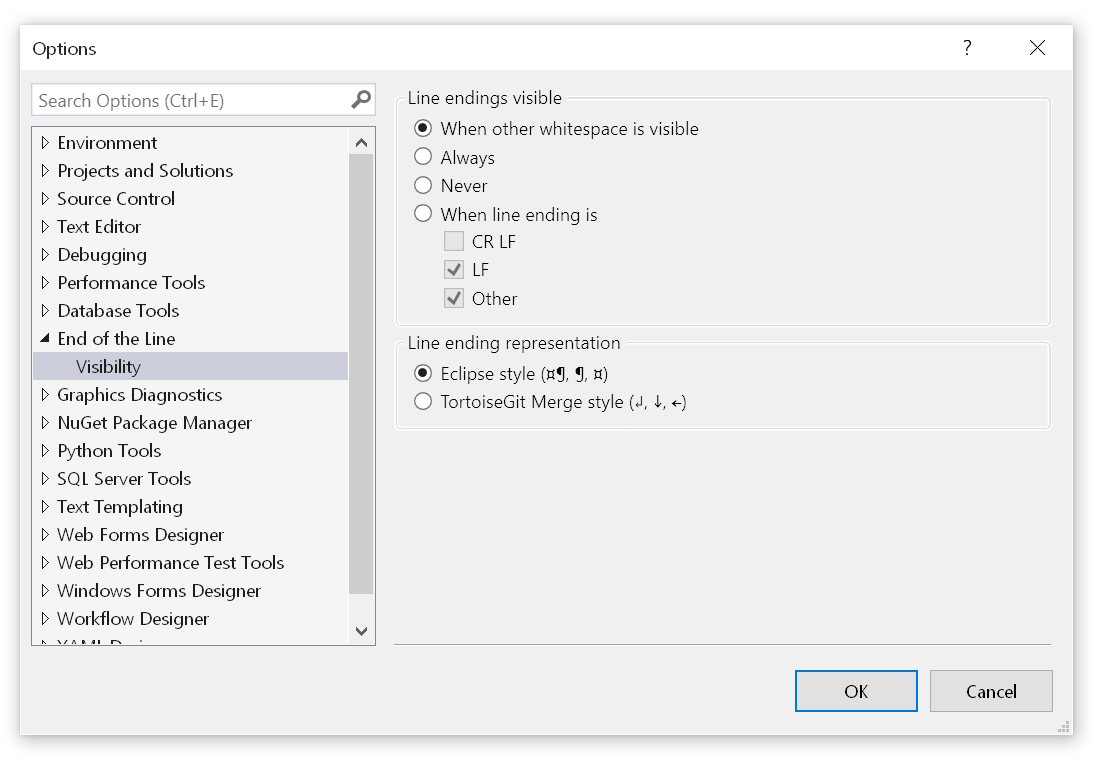 Options
?
Search Options (Ctrl+E)
Environment
Projects and Solutions
Source Control
Text Editor
Debugging
Performance Tools
Database Tools
End of the Line
Visibility
Graphics Diagnostics
NuGet Package Manager
Python Tools
SQL Server Tools
Text Templating
Web Forms Designer
Web Performance Test Tools
Windows Forms Designer
Workflow Designer
Line endings visible
When other whitespace is visible
Always
Never
When line ending is
CR LF
LF
Other
Line ending representation
Eclipse style (¤¶, ¶, ¤)
TortoiseGit Merge style (↲, ↓, ←)
OK
Cancel